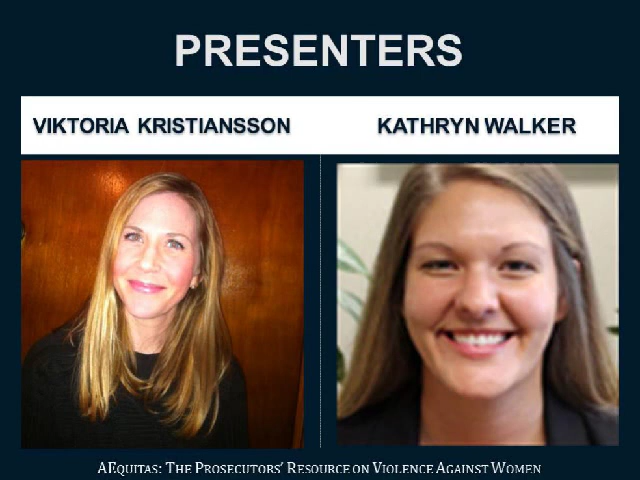 PRESENTERS
VIKTORIA KRISTIANSSON KATHRYN WALKER
AEQUITAS: THE PROSECUTORS' RESOURCE ON VIOLENCE AGAINST WOMEN